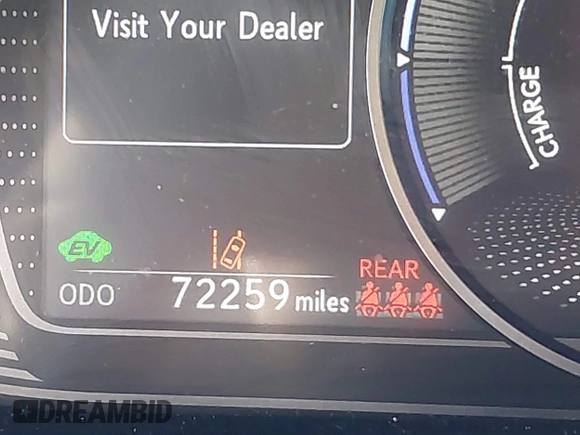 Visit Your Dealer
CHARGE
EV
REAR
ODO 72259 miles
DREAMBID